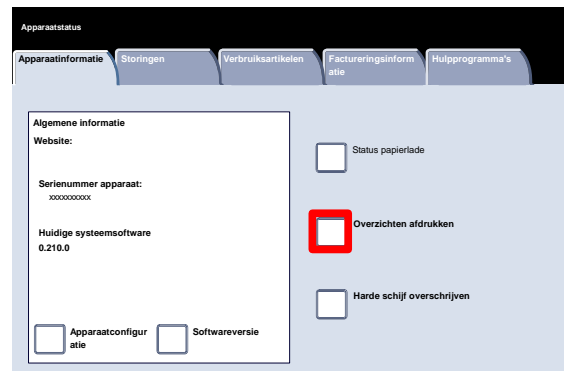 Apparaatstatus
Apparaatinformatie
Storingen
Verbruiksartikelen
Factureringsinform
atie
Hulpprogramma's
Algemene informatie
Website:
Serienummer apparaat:
xxxxxxxxx
Huidige systeemsoftware
0.210.0
Apparaatconfigur
atie
Softwareversie
Status papierlade
Overzichten afdrukken
Harde schijf overschrijven